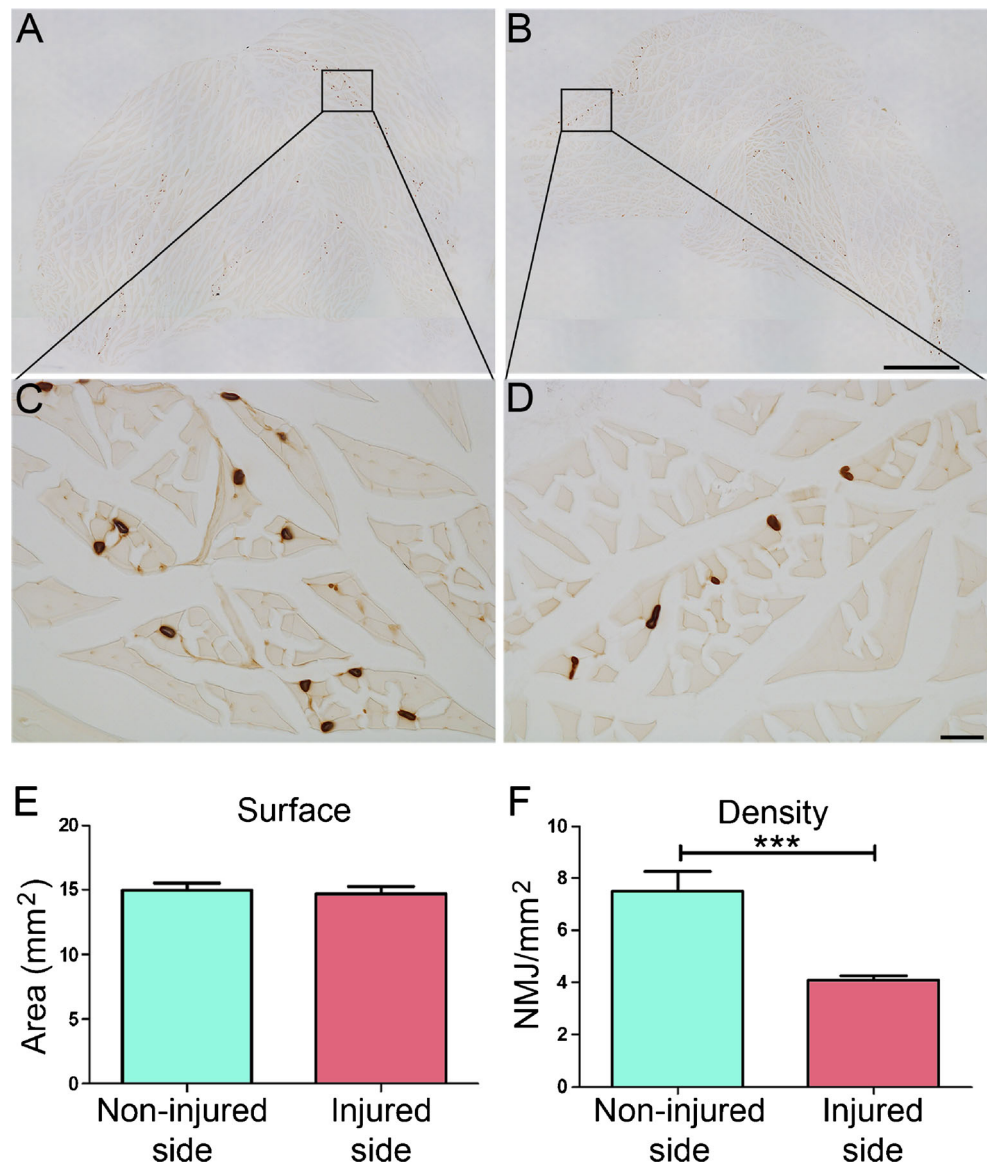 A
B
C
D
E
Surface
20
15
10
15
0
Area (mm²)
Non-injured
side
Injured
side
F
Density
***
10
8
6
4
2
0
NMJ/mm²
Non-injured
side
Injured
side